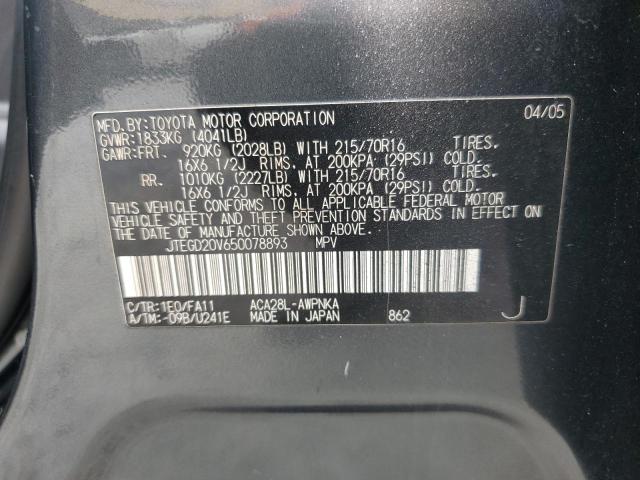 MFD.BY:TOYOTA MOTOR CORPORATION 04/05
GVWR:1833KG (4041LB)
GAWR:FRT. 920KG (2028LB) WITH 215/70R16 TIRES.
16X6 1/2J RIMS. AT 200KPA (29PSI) COLD.
RR. 1010KG (2227LB) WITH 215/70R16 TIRES.
16X6 1/2J RIMS. AT 200KPA (29PSI) COLD.
THIS VEHICLE CONFORMS TO ALL APPLICABLE FEDERAL MOTOR
VEHICLE SAFETY AND THEFT PREVENTION STANDARDS IN EFFECT
ON THE DATE OF MANUFACTURE SHOWN ABOVE.
JTEGD20V650078893 MPV
C/TR:1E0/FA11 ACA28L-AWPNKA
A/TM:-09B/U241E MADE IN JAPAN 862 J